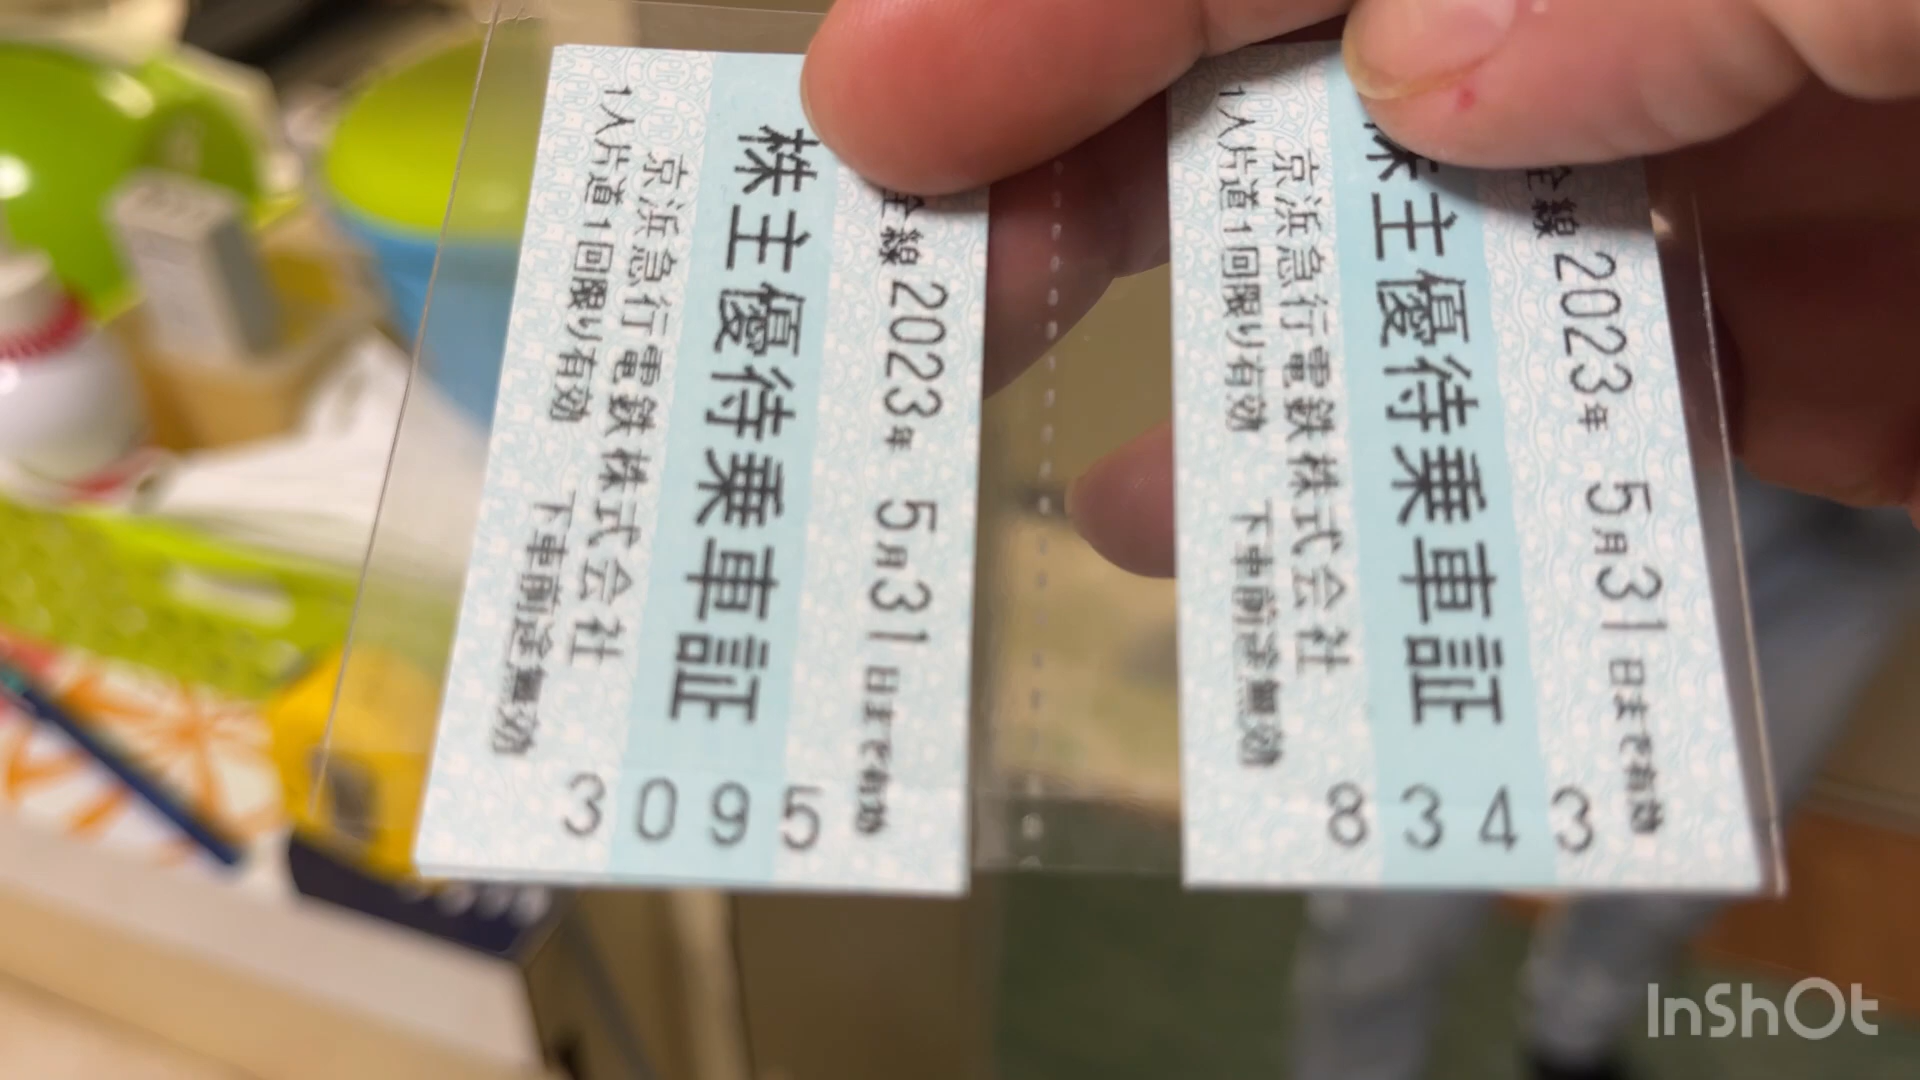 全線 2023年 5月31日まで有効
株主優待乗車証
京浜急行電鉄株式会社
1人片道1回限り有効 下車前途無効
3095
全線 2023年 5月31日まで有効
株主優待乗車証
京浜急行電鉄株式会社
1人片道1回限り有効 下車前途無効
8343
InShOt